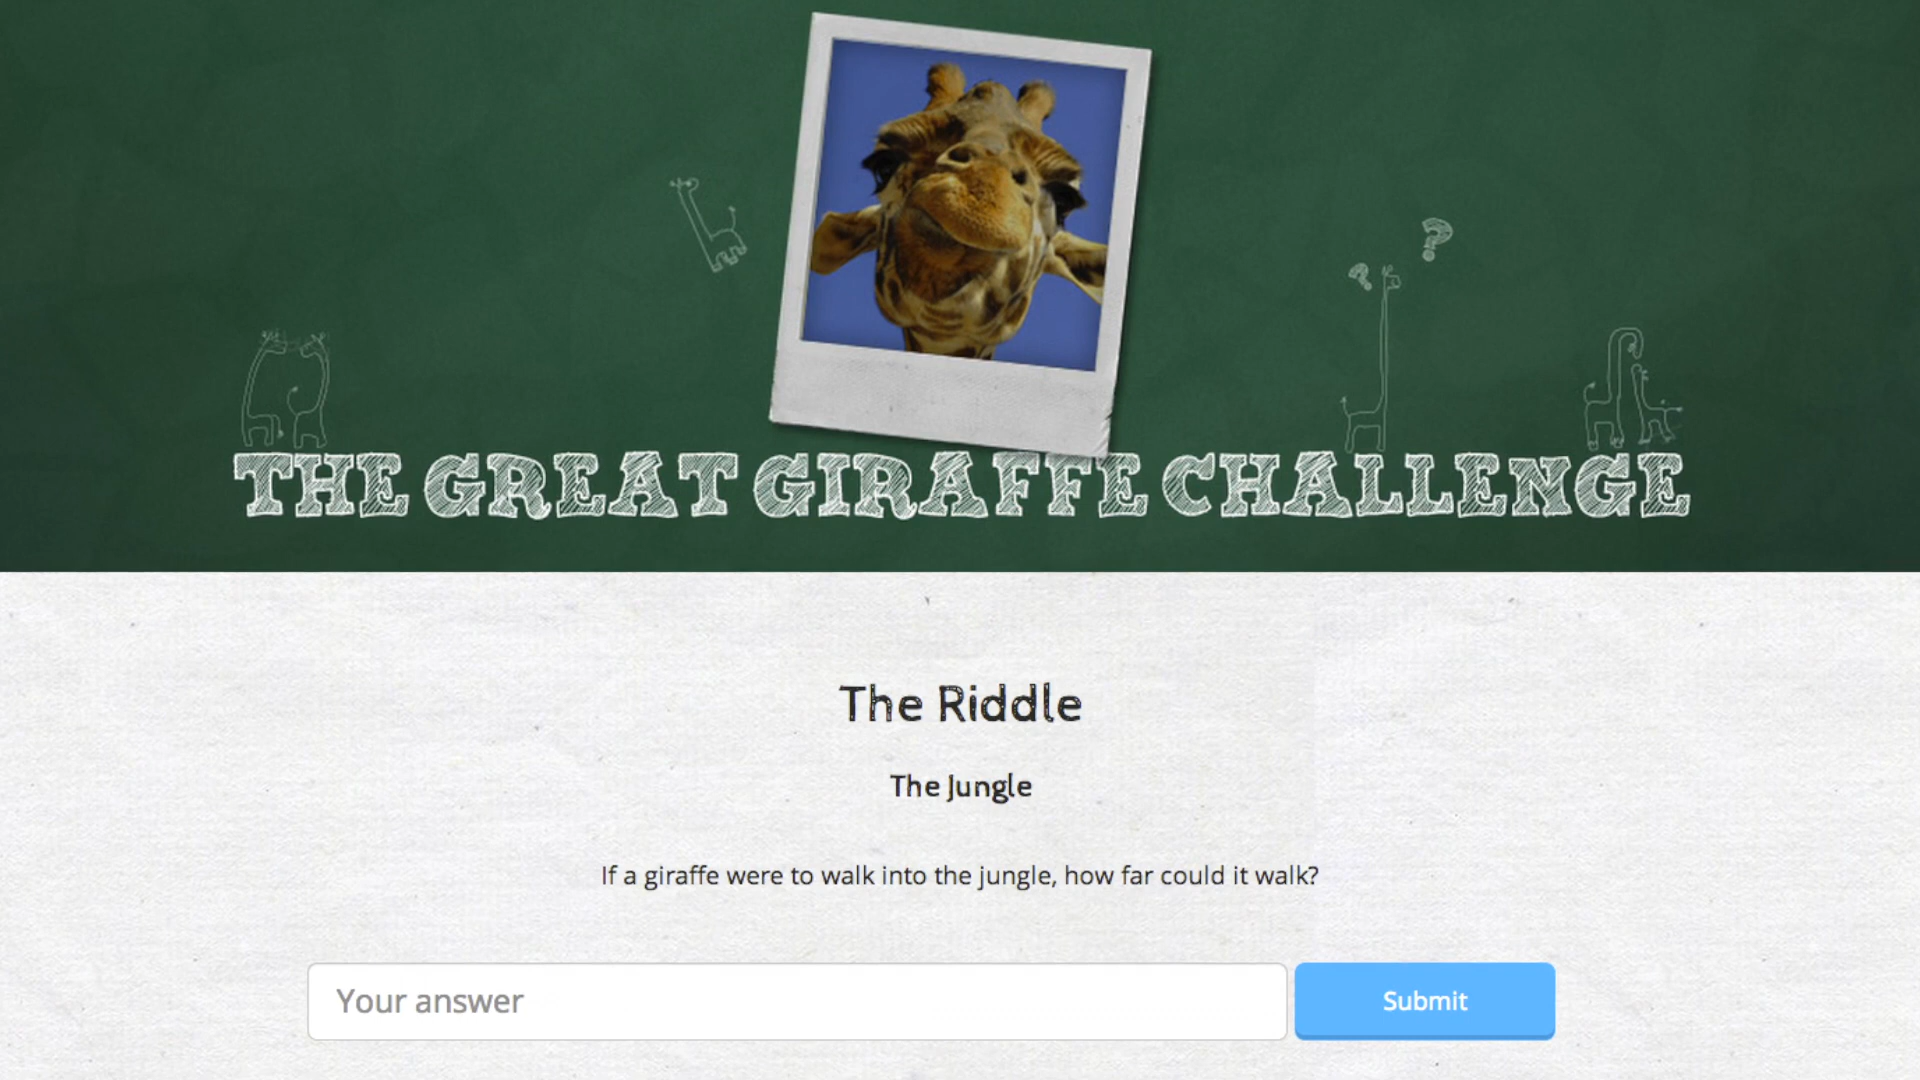 THE GREAT GIRAFFE CHALLENGE
The Riddle
The Jungle
If a giraffe were to walk into the jungle, how far could it walk?
Your answer
Submit